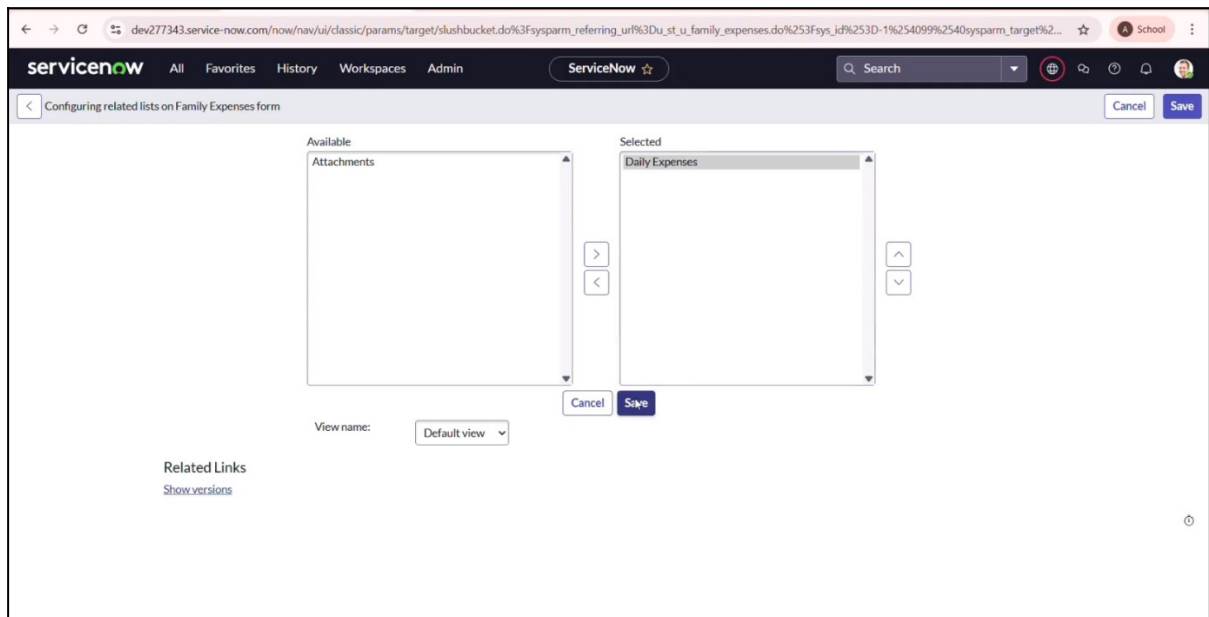 dev277343.service-now.com/now/nav/ui/classic/params/target/slushbucket.do%3Fsysparm_referring_url%3Du_st_u_family_expenses.do%253Fsys_id%253D-1%254099%2540sysparm_target%2... A School
servicenow All Favorites History Workspaces Admin ServiceNow Search
Configuring related lists on Family Expenses form Cancel Save
Available Selected
Attachments Daily Expenses
Cancel Save
View name: Default view
Related Links
Show versions